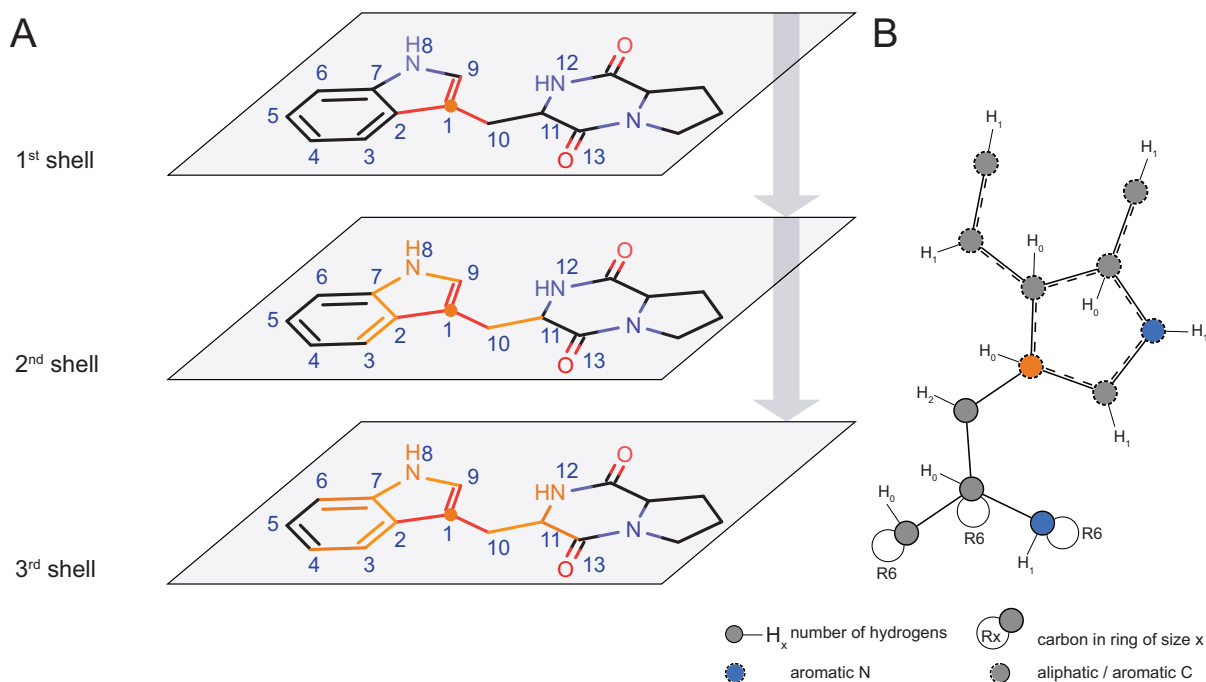 A
B
1st shell
H
8
N
6
7
9
5
2
1
4
3
10
12
HN
O
11
N
O
13
2nd shell
H
8
N
6
7
9
5
2
1
4
3
10
12
HN
O
11
N
O
13
3rd shell
H
8
N
6
7
9
5
2
1
4
3
10
12
HN
O
11
N
O
13
H1
H1
H1
H0
H0
H1
H0
H1
H2
H0
H0
R6
R6
R6
H1
Hx number of hydrogens
Rx carbon in ring of size x
aromatic N
aliphatic / aromatic C